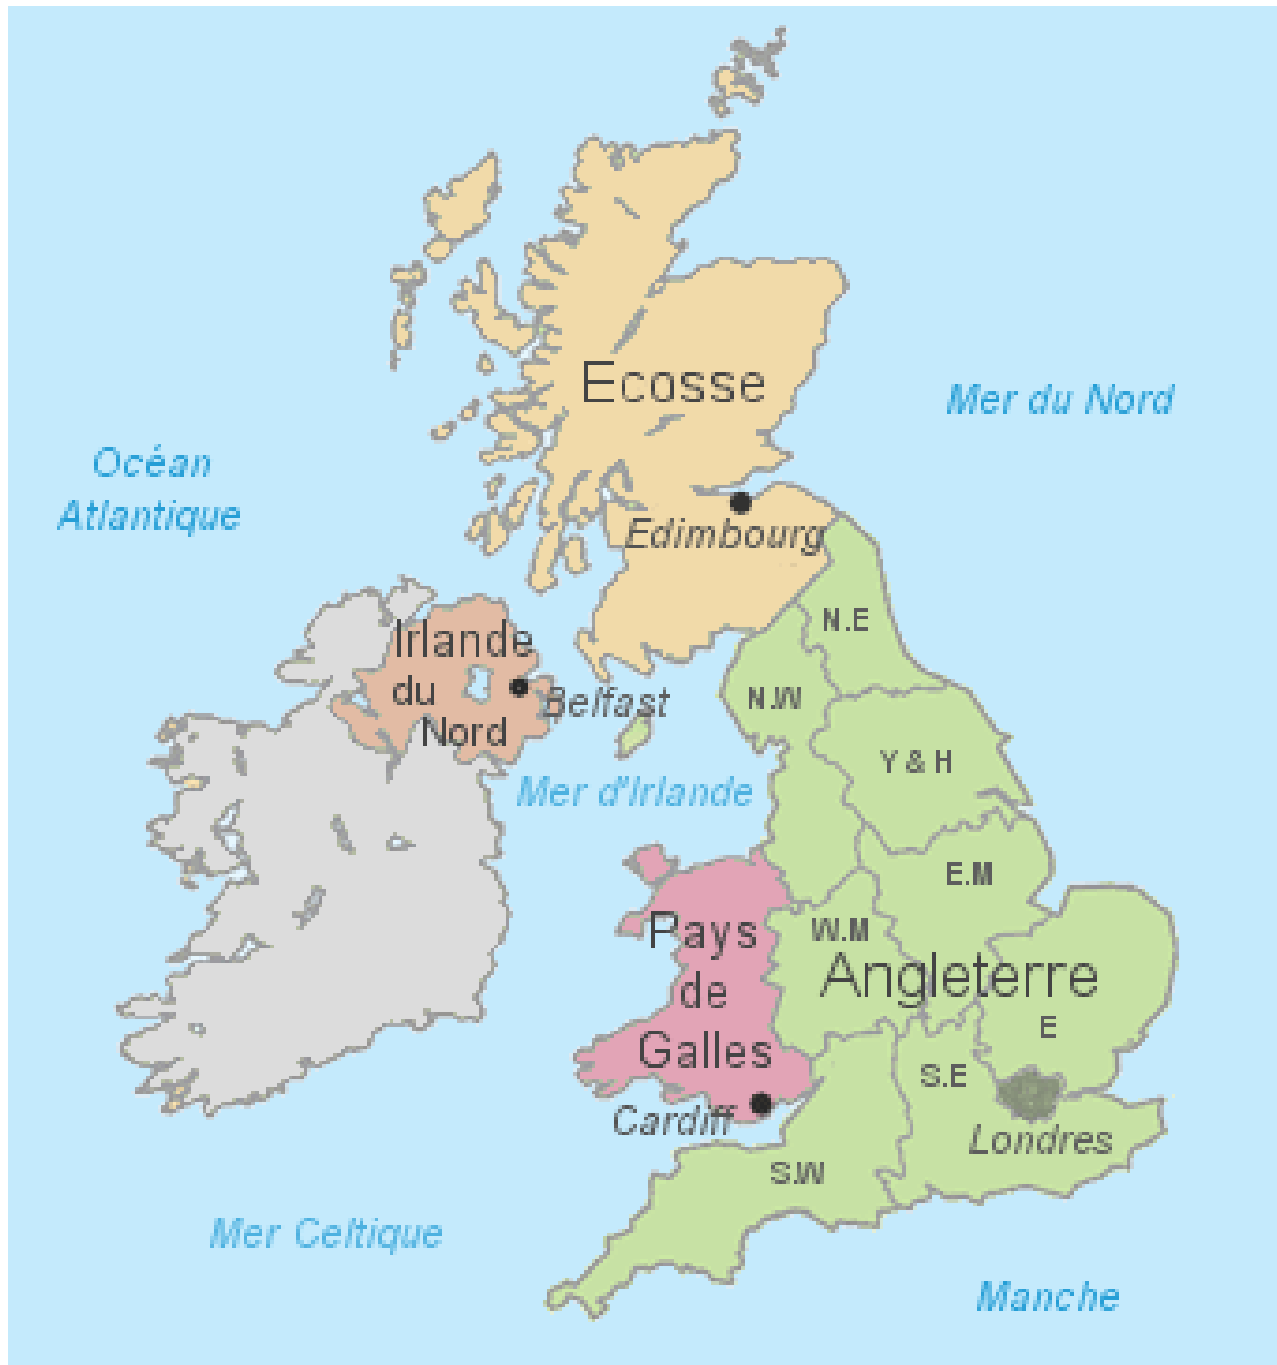 Ecosse
Mer du Nord
Océan
Atlantique
Edimbourg
N.E
Irlande
du
Nord
Belfast
N.W
Y & H
Mer d'Irlande
E.M
W.M
Pays
de
Galles
Angleterre
E
S.E
Cardiff
Londres
S.W
Mer Celtique
Manche